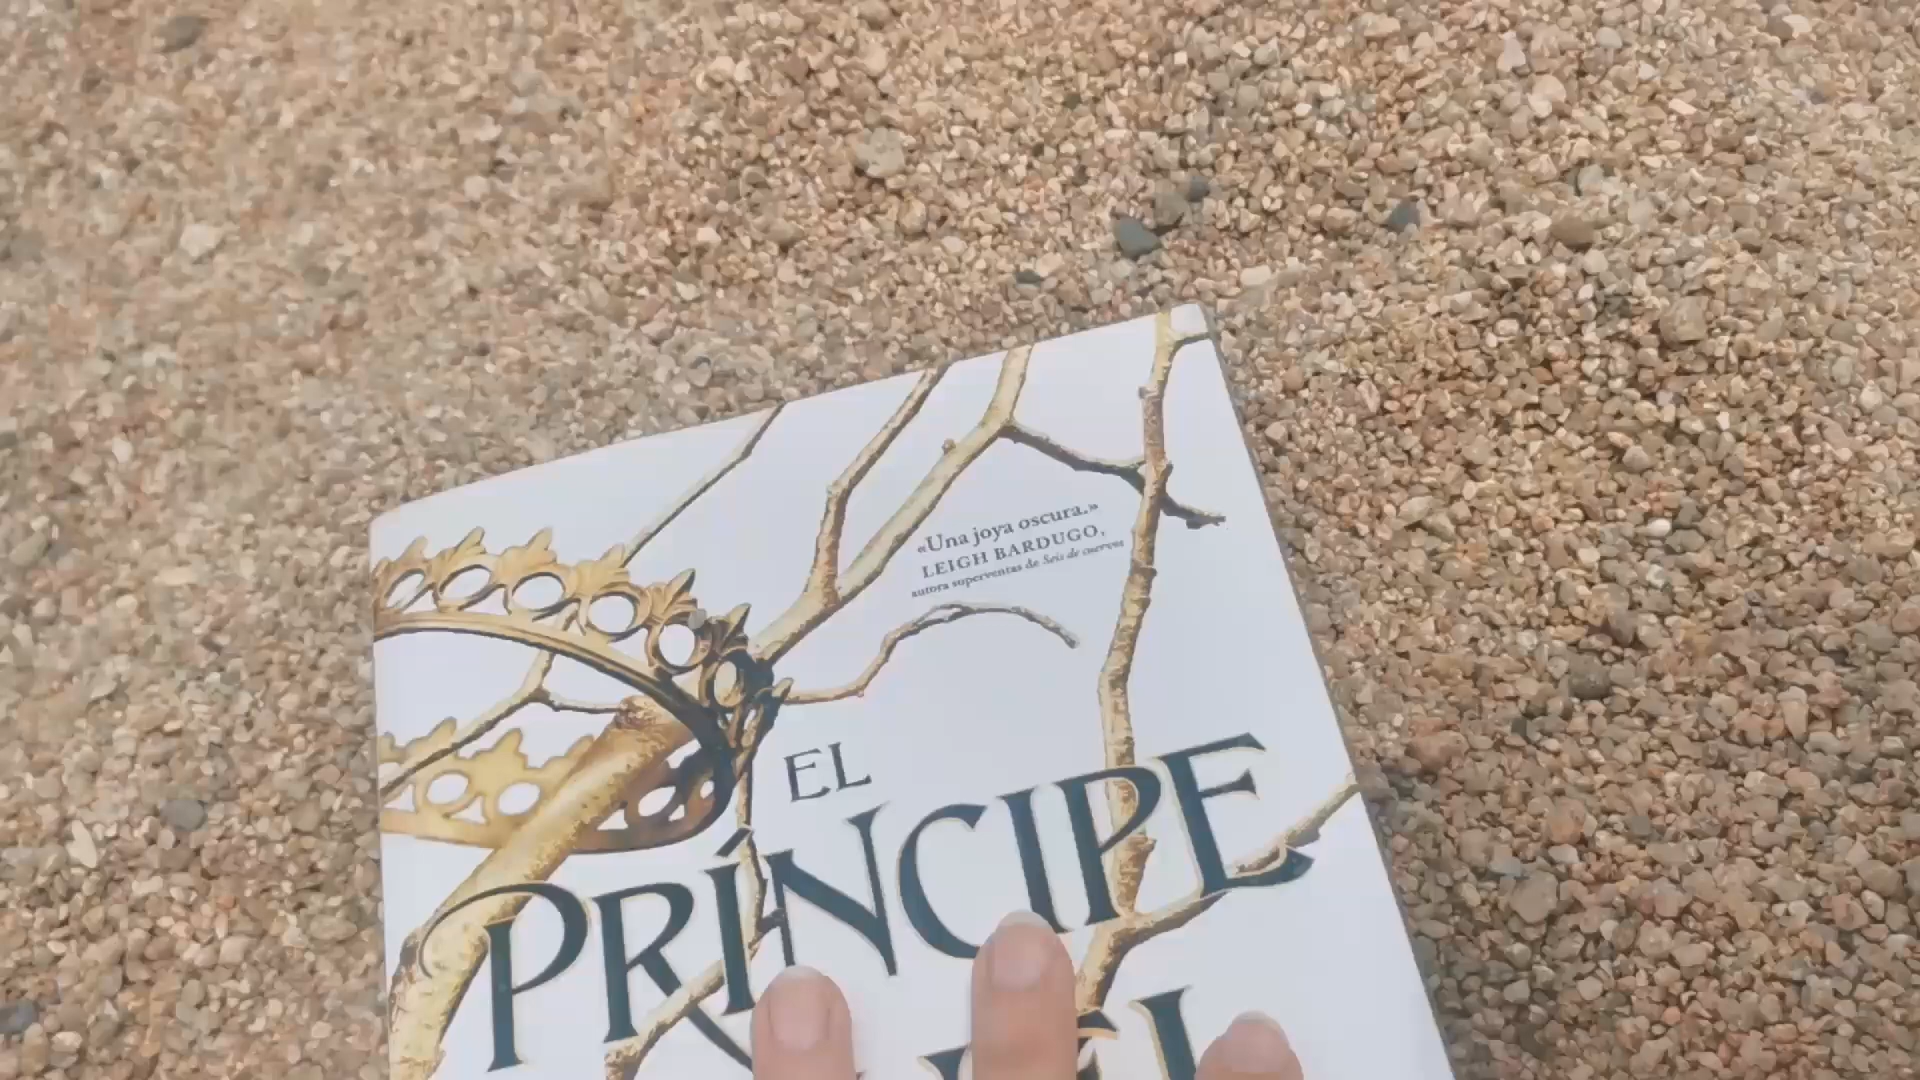 «Una joya oscura.»
LEIGH BARDUGO,
autora superventas de Seis de cuervos
EL
PRÍNCIPE